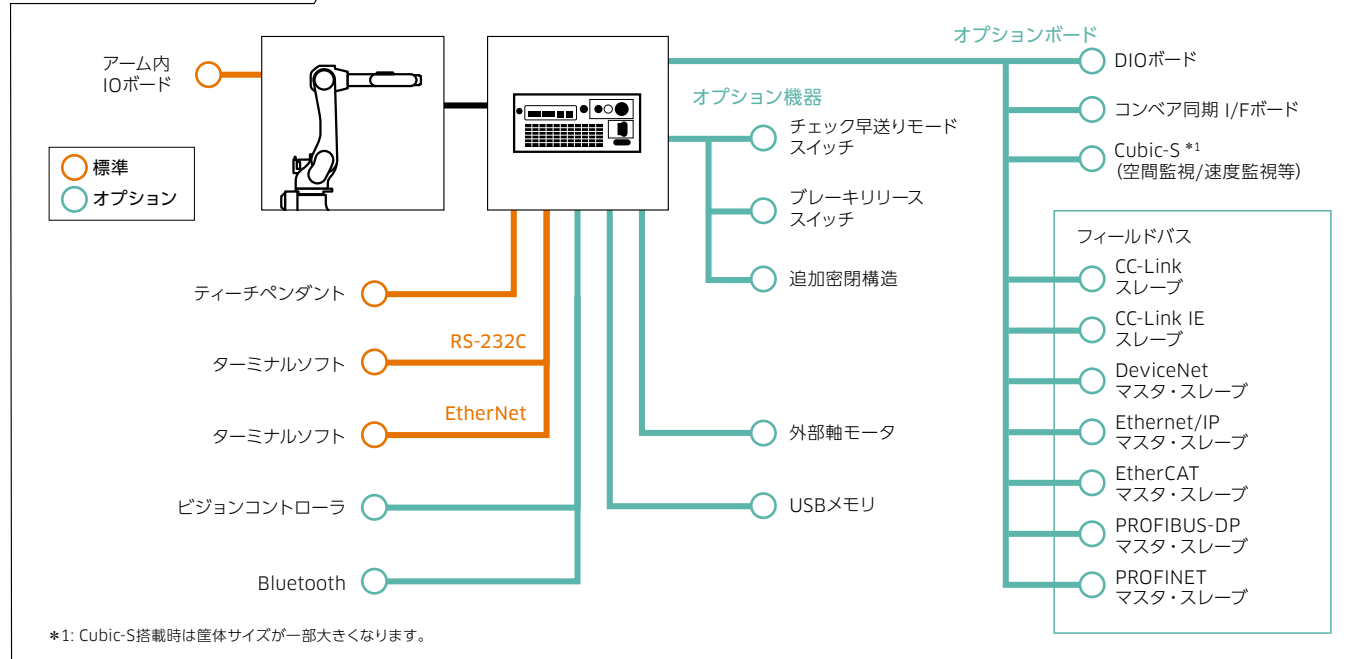 アーム内
IOボード
標準
オプション
ティーチペンダント
RS-232C
ターミナルソフト
EtherNet
ターミナルソフト
ビジョンコントローラ
Bluetooth
オプション機器
チェック早送りモード
スイッチ
ブレーキリリース
スイッチ
追加密閉構造
外部軸モータ
USBメモリ
オプションボード
DIOボード
コンベア同期 I/Fボード
Cubic-S *1
(空間監視/速度監視等)
フィールドバス
CC-Link
スレーブ
CC-Link IE
スレーブ
DeviceNet
マスタ・スレーブ
Ethernet/IP
マスタ・スレーブ
EtherCAT
マスタ・スレーブ
PROFIBUS-DP
マスタ・スレーブ
PROFINET
マスタ・スレーブ
*1: Cubic-S搭載時は筐体サイズが一部大きくなります。